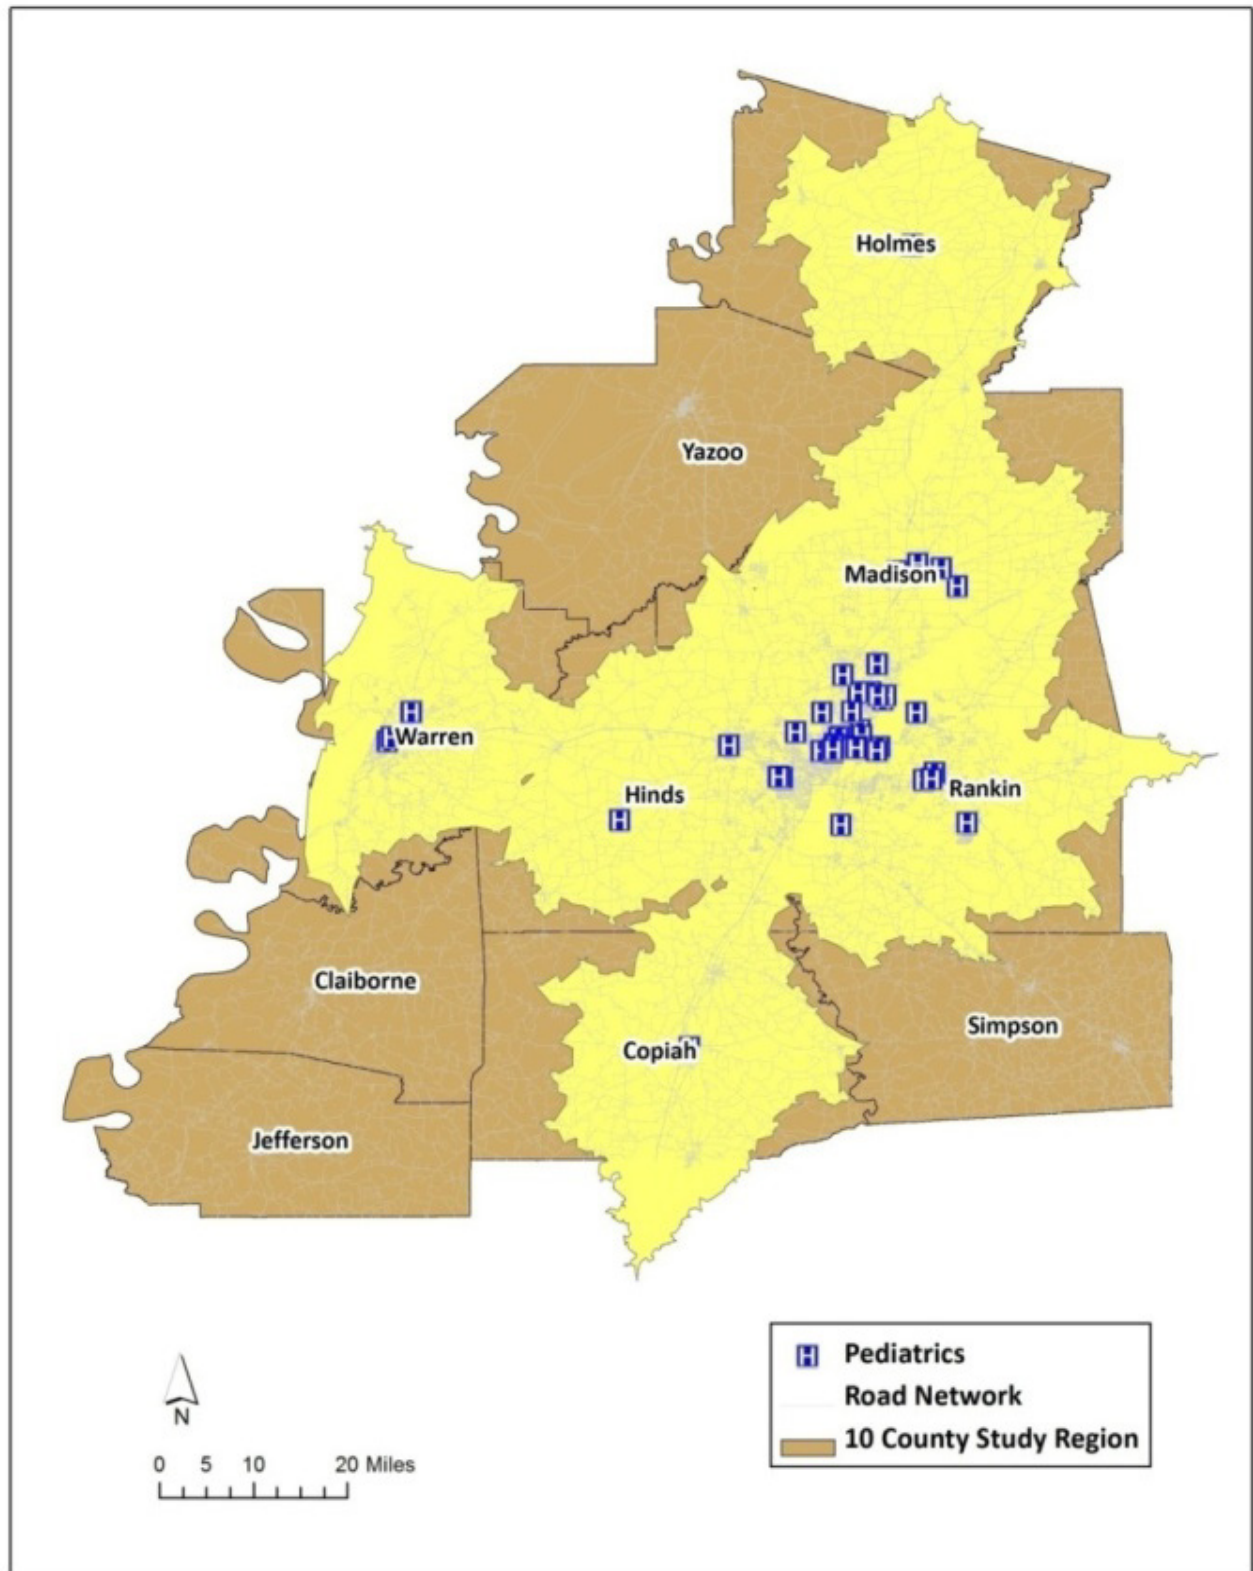 Holmes
Yazoo
Madison
Warren
Hinds
Rankin
Claiborne
Simpson
Copiah
Jefferson
H Pediatrics
Road Network
10 County Study Region
N
0 5 10 20 Miles